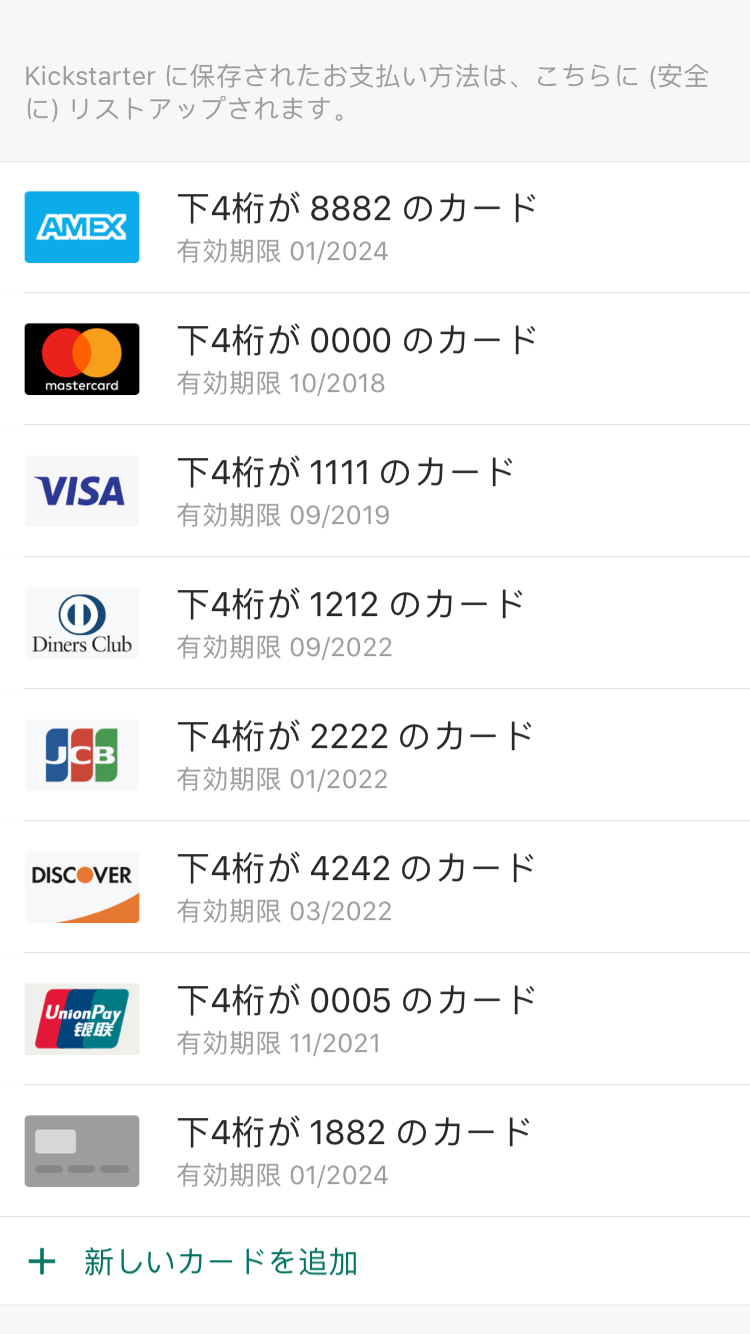 Kickstarter に保存されたお支払い方法は、こちらに (安全
に) リストアップされます。
AMEX
下4桁が 8882 のカード
有効期限 01/2024
mastercard
下4桁が 0000 のカード
有効期限 10/2018
VISA
下4桁が 1111 のカード
有効期限 09/2019
Diners Club
下4桁が 1212 のカード
有効期限 09/2022
JCB
下4桁が 2222 のカード
有効期限 01/2022
DISCOVER
下4桁が 4242 のカード
有効期限 03/2022
UnionPay
银联
下4桁が 0005 のカード
有効期限 11/2021
下4桁が 1882 のカード
有効期限 01/2024
+ 新しいカードを追加